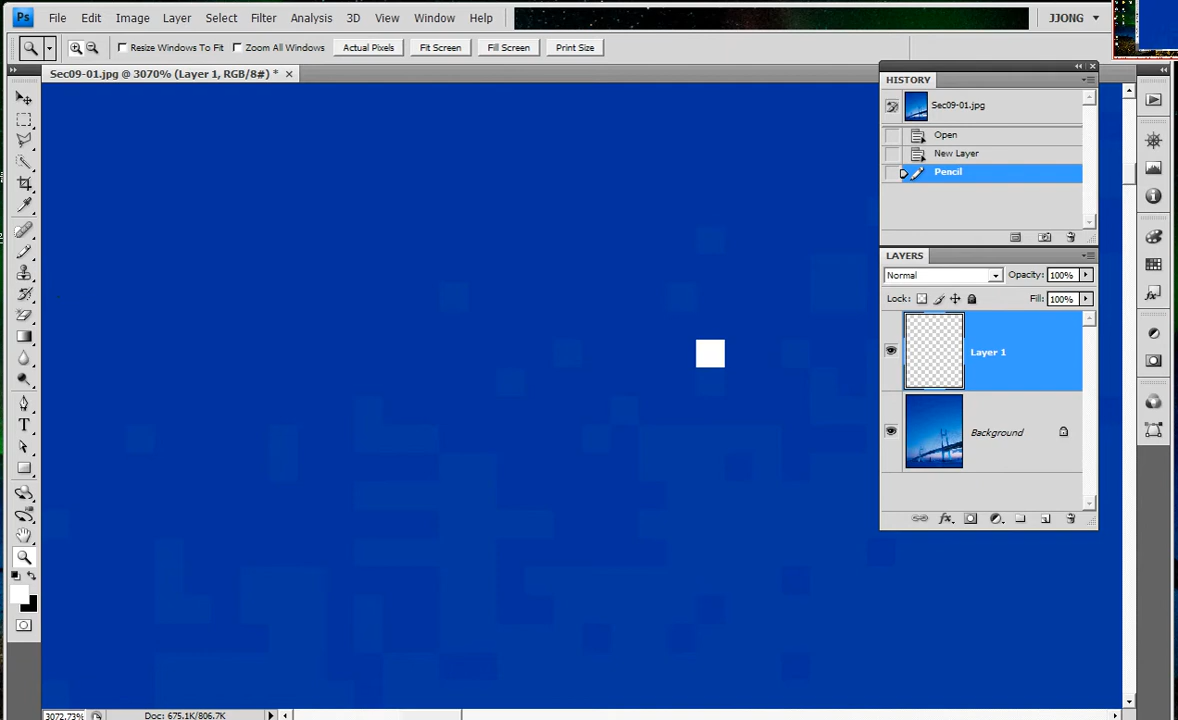 Ps File Edit Image Layer Select Filter Analysis 3D View Window Help JJONG
Resize Windows To Fit Zoom All Windows Actual Pixels Fit Screen Fill Screen Print Size
Sec09-01.jpg @ 3070% (Layer 1, RGB/8#) *
HISTORY
Sec09-01.jpg
Open
New Layer
Pencil
LAYERS
Normal Opacity: 100%
Lock: Fill: 100%
Layer 1
Background
3072.73% Doc: 675.1K/806.7K